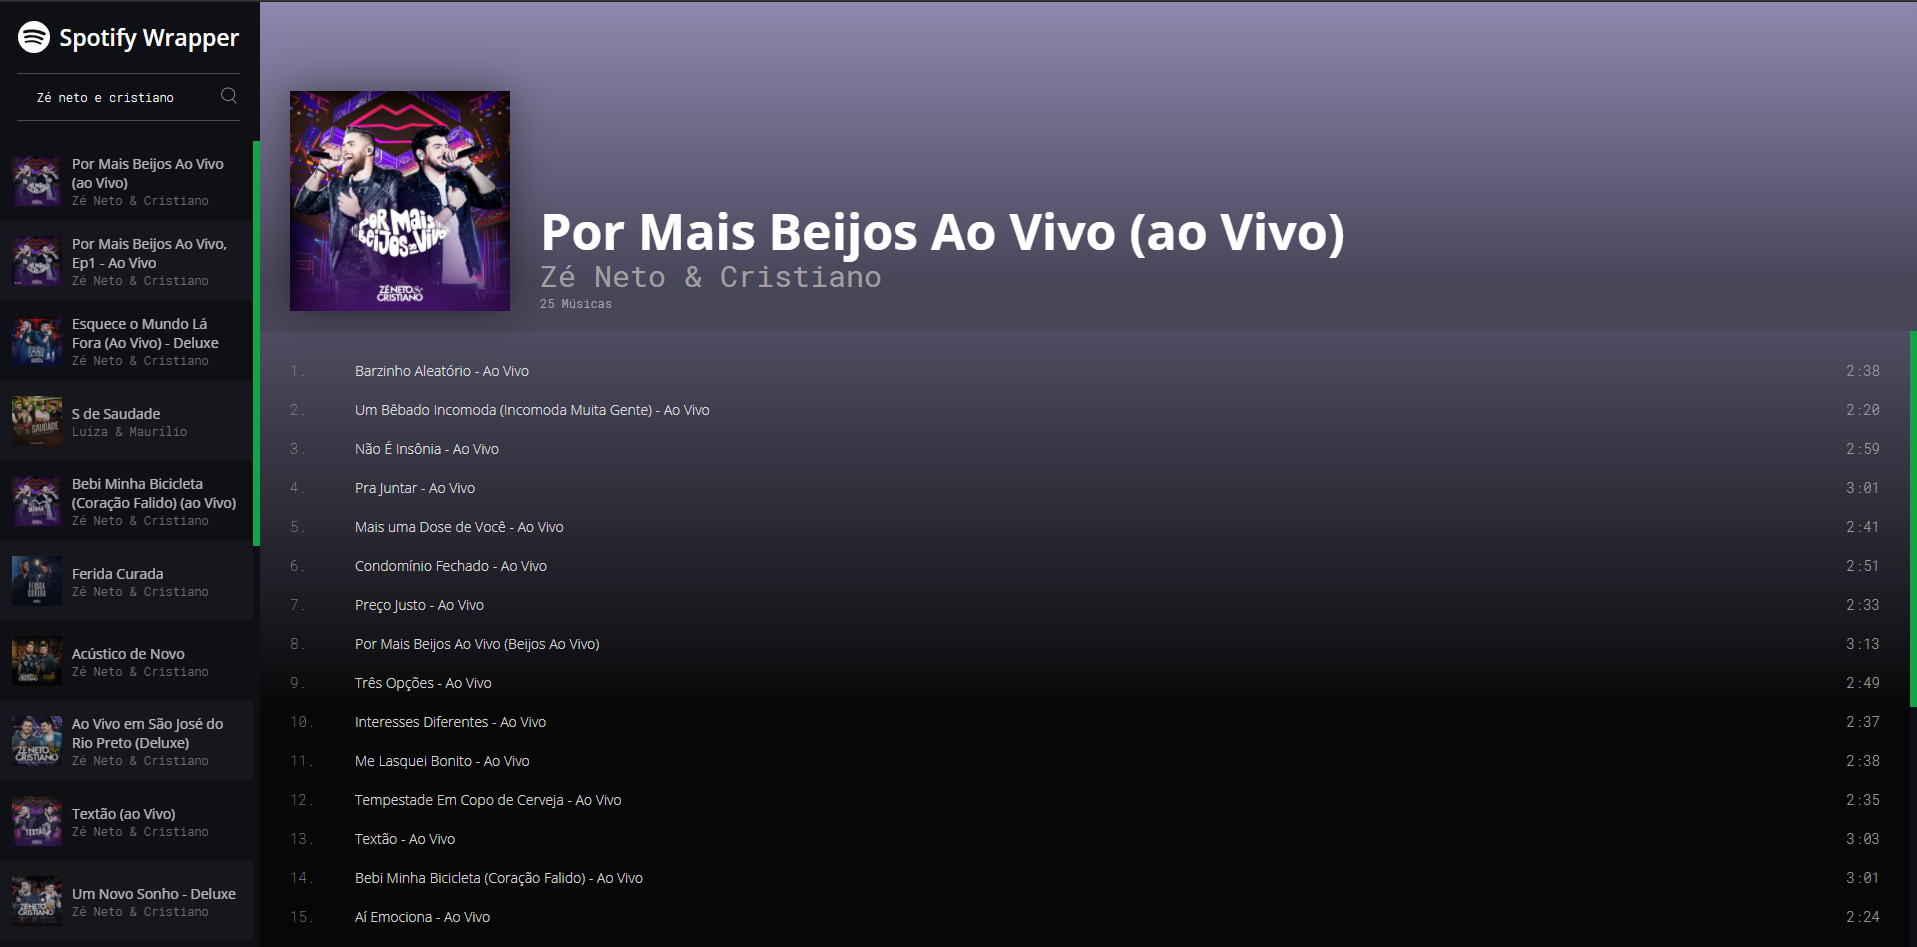 Spotify Wrapper
Zé neto e cristiano
Por Mais Beijos Ao Vivo
(ao Vivo)
Zé Neto & Cristiano
Por Mais Beijos Ao Vivo,
Ep1 - Ao Vivo
Zé Neto & Cristiano
Esquece o Mundo Lá
Fora (Ao Vivo) - Deluxe
Zé Neto & Cristiano
SAUDADE
S de Saudade
Luíza & Maurílio
Bebi Minha Bicicleta
(Coração Falido) (ao Vivo)
Zé Neto & Cristiano
FERIDA
CURADA
Ferida Curada
Zé Neto & Cristiano
Acústico de Novo
Zé Neto & Cristiano
ZÉ NETO &
CRISTIANO
Ao Vivo em São José do
Rio Preto (Deluxe)
Zé Neto & Cristiano
TEXTÃO
Textão (ao Vivo)
Zé Neto & Cristiano
ZÉ NETO &
CRISTIANO
Um Novo Sonho - Deluxe
Zé Neto & Cristiano
POR MAIS
BEIJOS AO VIVO
ZÉ NETO &
CRISTIANO
Por Mais Beijos Ao Vivo (ao Vivo)
Zé Neto & Cristiano
25 Músicas
1. Barzinho Aleatório - Ao Vivo 2:38
2. Um Bêbado Incomoda (Incomoda Muita Gente) - Ao Vivo 2:20
3. Não É Insônia - Ao Vivo 2:59
4. Pra Juntar - Ao Vivo 3:01
5. Mais uma Dose de Você - Ao Vivo 2:41
6. Condomínio Fechado - Ao Vivo 2:51
7. Preço Justo - Ao Vivo 2:33
8. Por Mais Beijos Ao Vivo (Beijos Ao Vivo) 3:13
9. Três Opções - Ao Vivo 2:49
10. Interesses Diferentes - Ao Vivo 2:37
11. Me Lasquei Bonito - Ao Vivo 2:38
12. Tempestade Em Copo de Cerveja - Ao Vivo 2:35
13. Textão - Ao Vivo 3:03
14. Bebi Minha Bicicleta (Coração Falido) - Ao Vivo 3:01
15. Aí Emociona - Ao Vivo 2:24